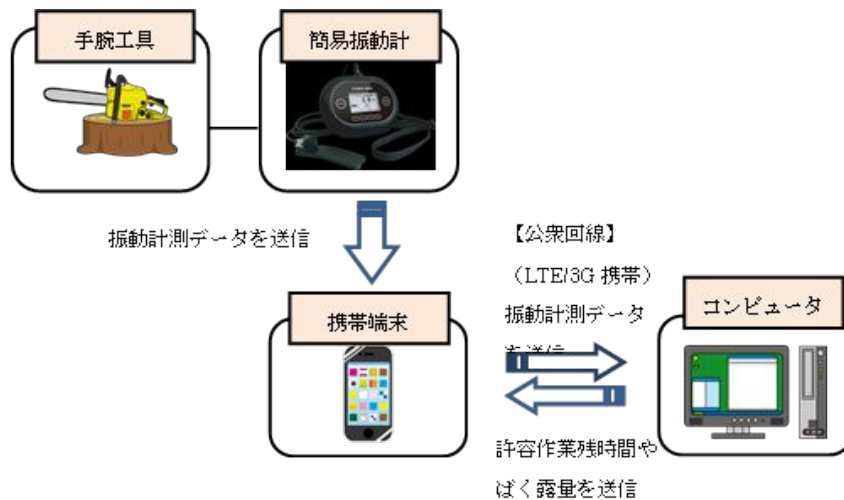 手腕工具
簡易振動計
振動計測データを送信
【公衆回線】
（LTE/3G 携帯）
振動計測データ
を送信
携帯端末
コンピュータ
許容作業残時間や
ばく露量を送信